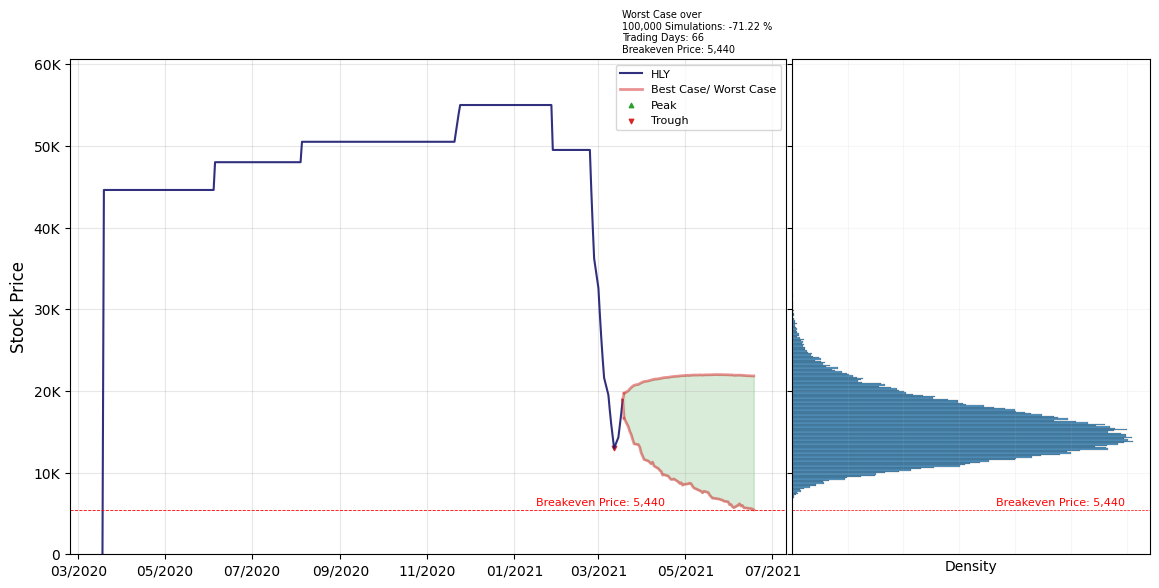 Worst Case over
100,000 Simulations: -71.22 %
Trading Days: 66
Breakeven Price: 5,440
HLY
Best Case/ Worst Case
Peak
Trough
Stock Price
60K
50K
40K
30K
20K
10K
0
Breakeven Price: 5,440
Breakeven Price: 5,440
03/2020
05/2020
07/2020
09/2020
11/2020
01/2021
03/2021
05/2021
07/2021
Density